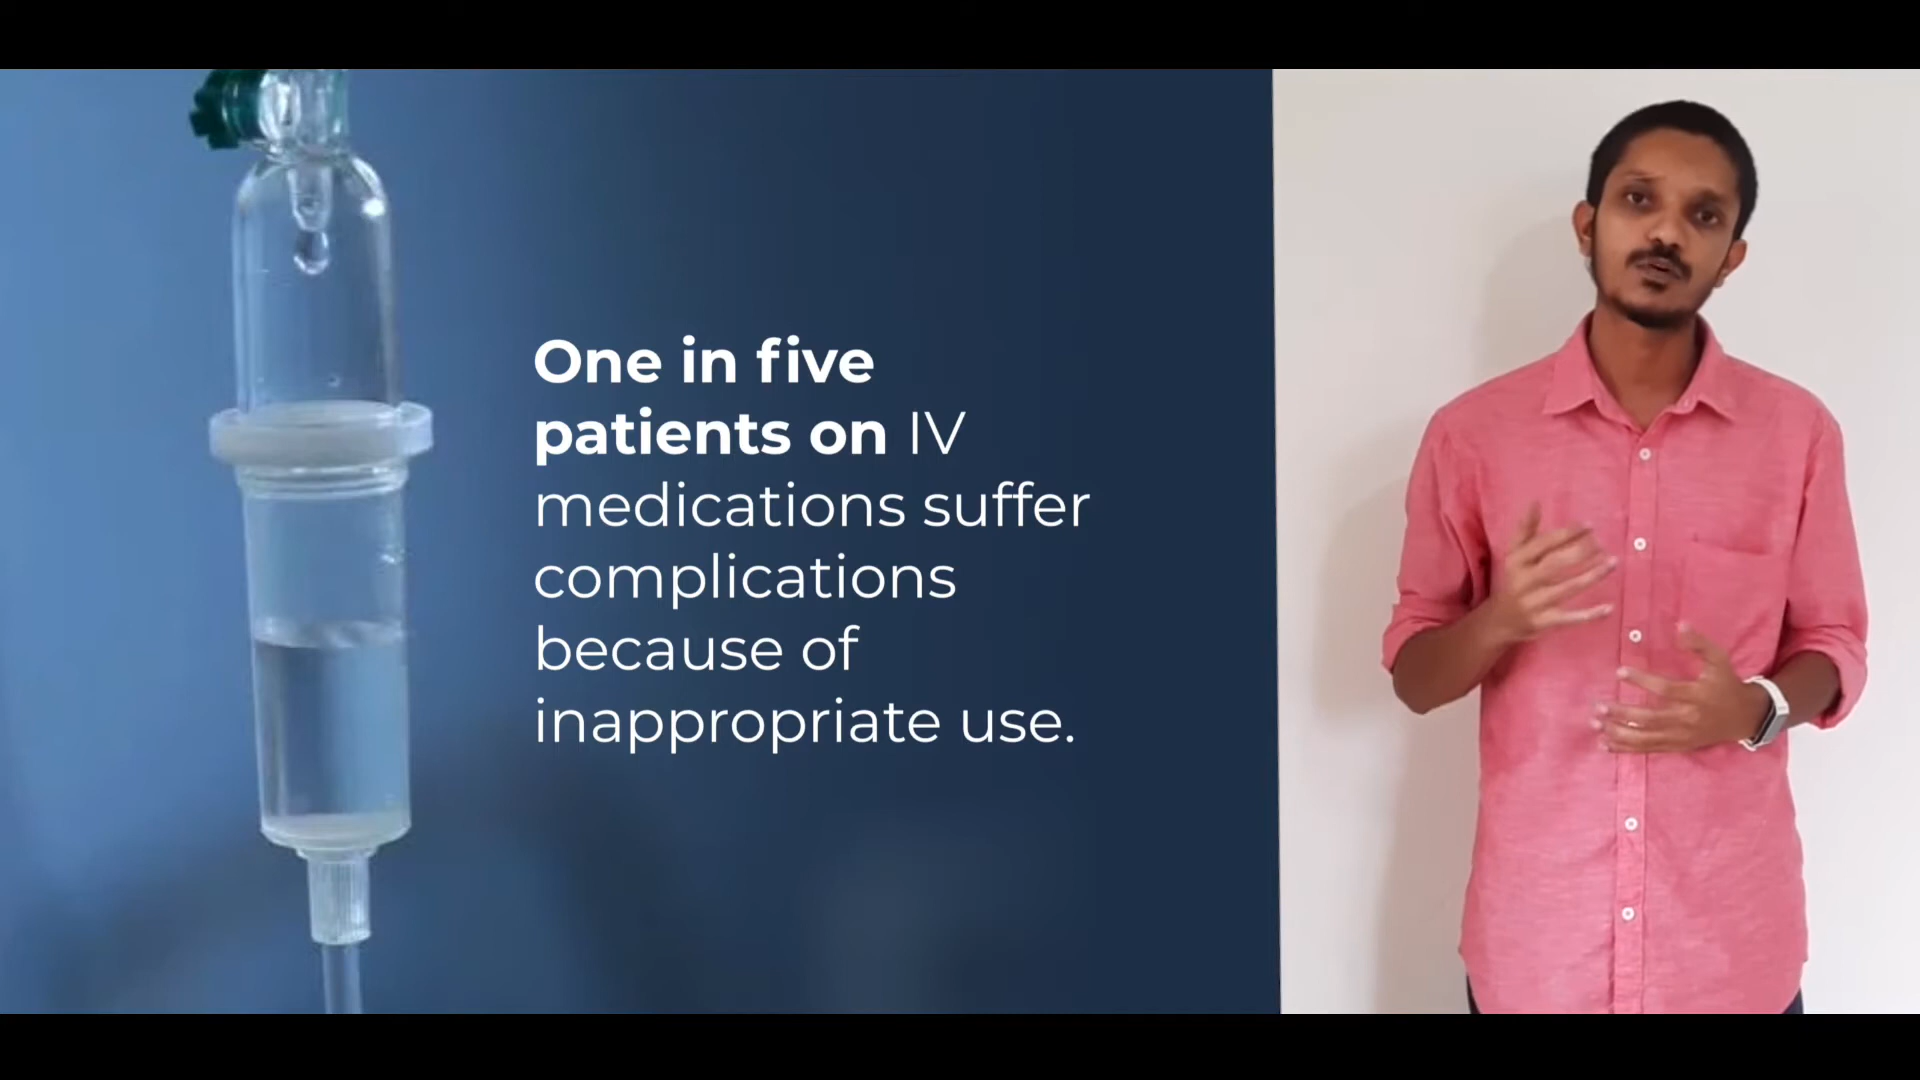 One in five
patients on IV
medications suffer
complications
because of
inappropriate use.